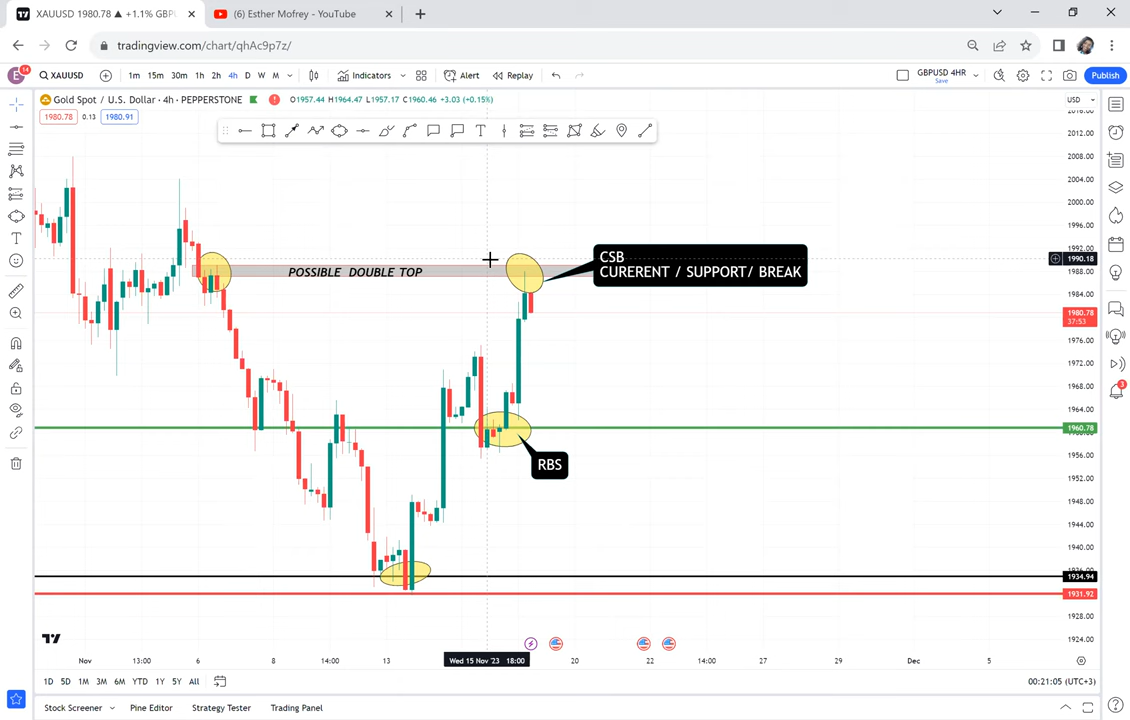 XAUUSD 1980.78 ▲ +1.1% GBPU
(6) Esther Mofrey - YouTube
tradingview.com/chart/qhAc9p7z/
E
14
XAUUSD
1m 15m 30m 1h 2h 4h D W M
Indicators
Alert
Replay
GBPUSD 4HR
Save
Publish
Gold Spot / U.S. Dollar · 4h · PEPPERSTONE
O1957.44 H1964.47 L1957.17 C1960.46 +3.03 (+0.15%)
USD
1980.78 0.13 1980.91
2012.00
2008.00
2004.00
2000.00
1996.00
1992.00
1990.18
1988.00
1984.00
1980.78
37:53
1976.00
1972.00
1968.00
1964.00
1960.78
1956.00
1952.00
1948.00
1944.00
1940.00
1934.94
1931.92
1928.00
1924.00
POSSIBLE DOUBLE TOP
CSB
CURERENT / SUPPORT/ BREAK
RBS
3
Nov 13:00 6 8 14:00 13 Wed 15 Nov '23 18:00 20 22 14:00 27 29 Dec 5
1D 5D 1M 3M 6M YTD 1Y 5Y All
00:21:05 (UTC+3)
Stock Screener Pine Editor Strategy Tester Trading Panel